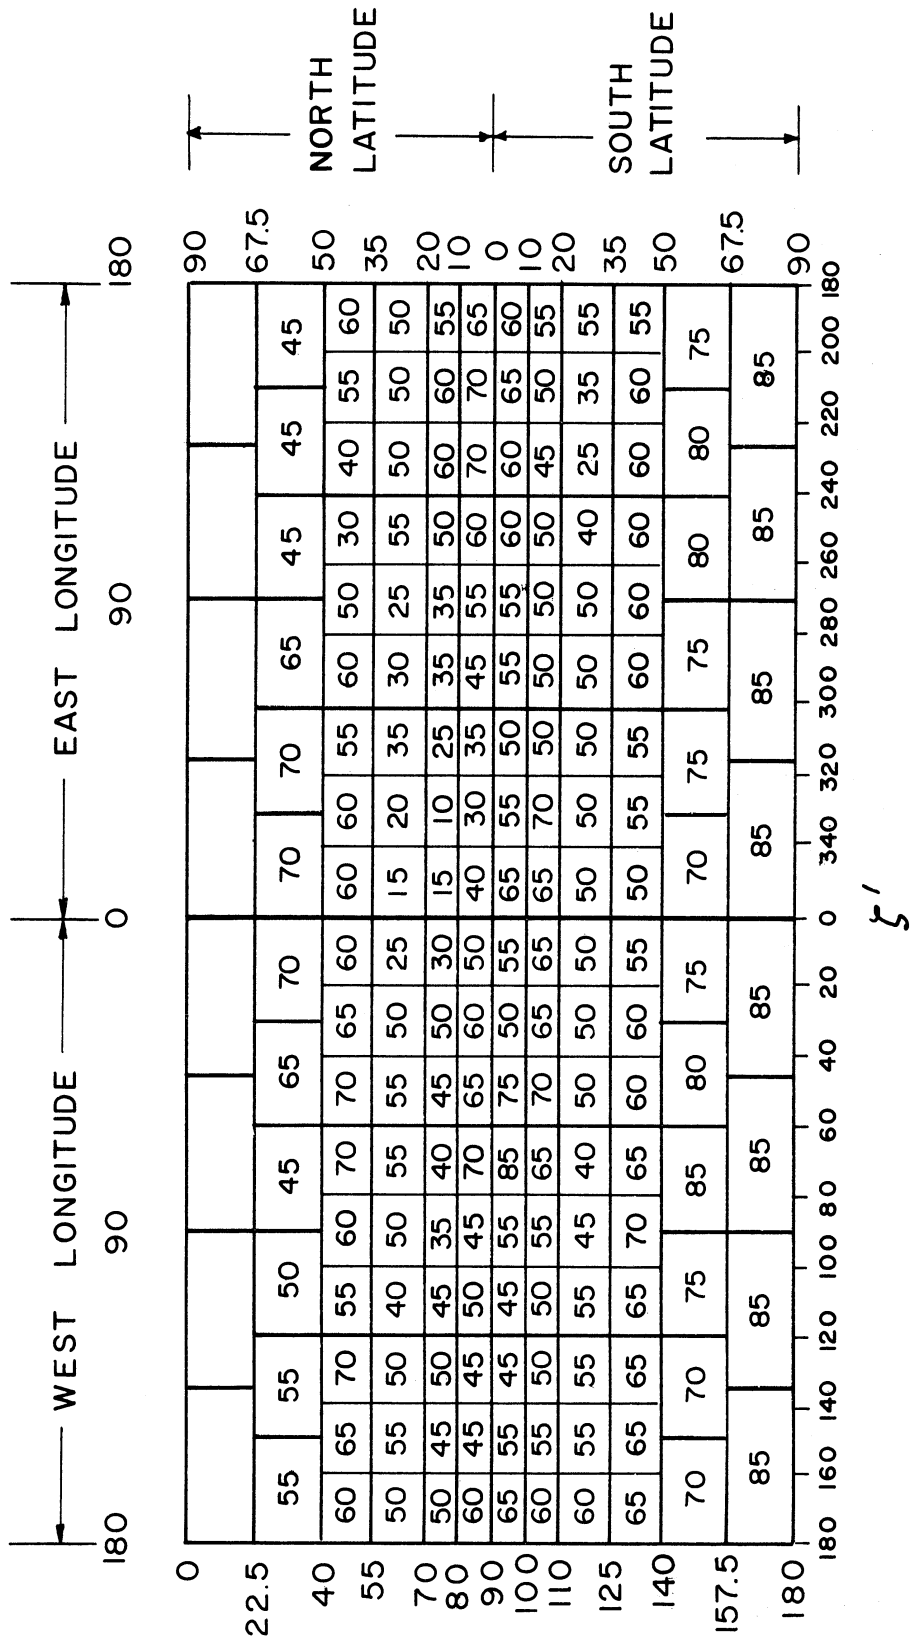 WEST LONGITUDE EAST LONGITUDE
180 90 0 90 180
0 90
22.5 67.5
55 55 50 45 65 70 70 70 65 45 45 45
40 50
60 65 70 55 60 70 70 65 60 60 60 55 60 50 30 40 55 60
NORTH
55 35
LATITUDE
50 55 50 40 50 55 55 50 25 15 20 35 30 25 55 50 50 50
70 20
50 45 50 45 35 40 45 50 30 15 10 25 35 35 50 60 60 55
80 10
60 45 45 50 45 70 65 60 50 40 30 35 45 55 60 70 70 65
90 0
65 55 45 45 55 85 75 50 55 65 55 50 55 55 60 60 65 60
100 10
60 55 50 50 55 65 70 65 65 65 70 50 50 50 50 45 50 55
110 20
60 55 55 55 45 40 50 50 50 50 50 50 50 50 40 25 35 55
125 35
SOUTH
65 65 65 65 70 65 60 60 55 50 55 55 60 60 60 60 60 55
140 50
LATITUDE
70 70 75 85 80 75 70 75 75 80 80 75
157.5 67.5
85 85 85 85 85 85 85 85
180 90
180 160 140 120 100 80 60 40 20 0 340 320 300 280 260 240 220 200 180
ζ'